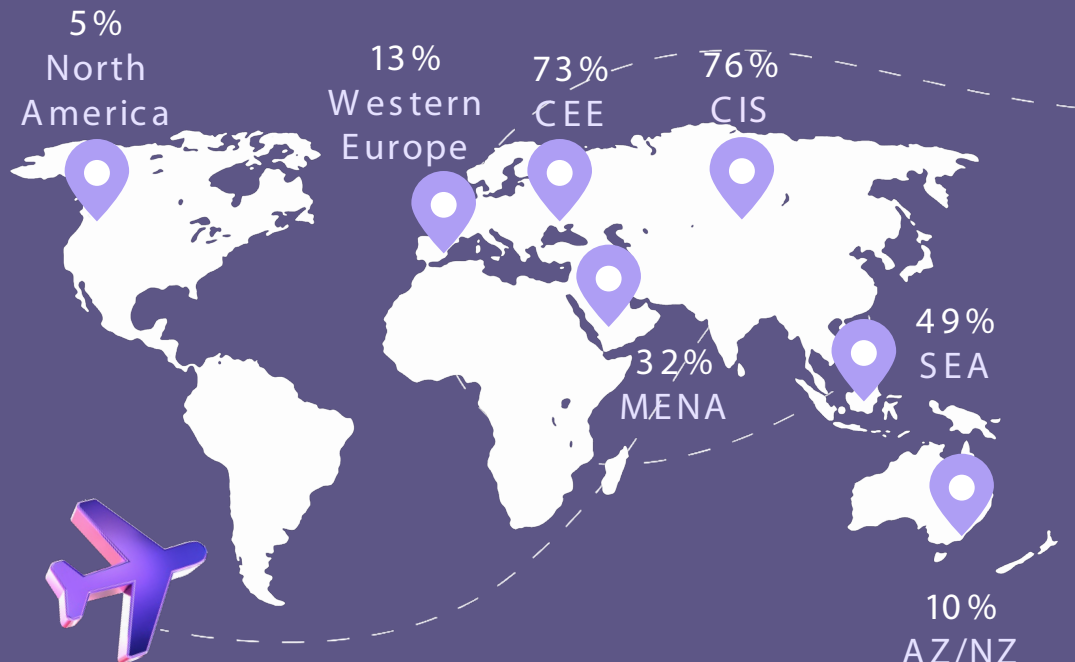 5%
North
America
13%
Western
Europe
73%
CEE
76%
CIS
32%
MENA
49%
SEA
10%
AZ/NZ